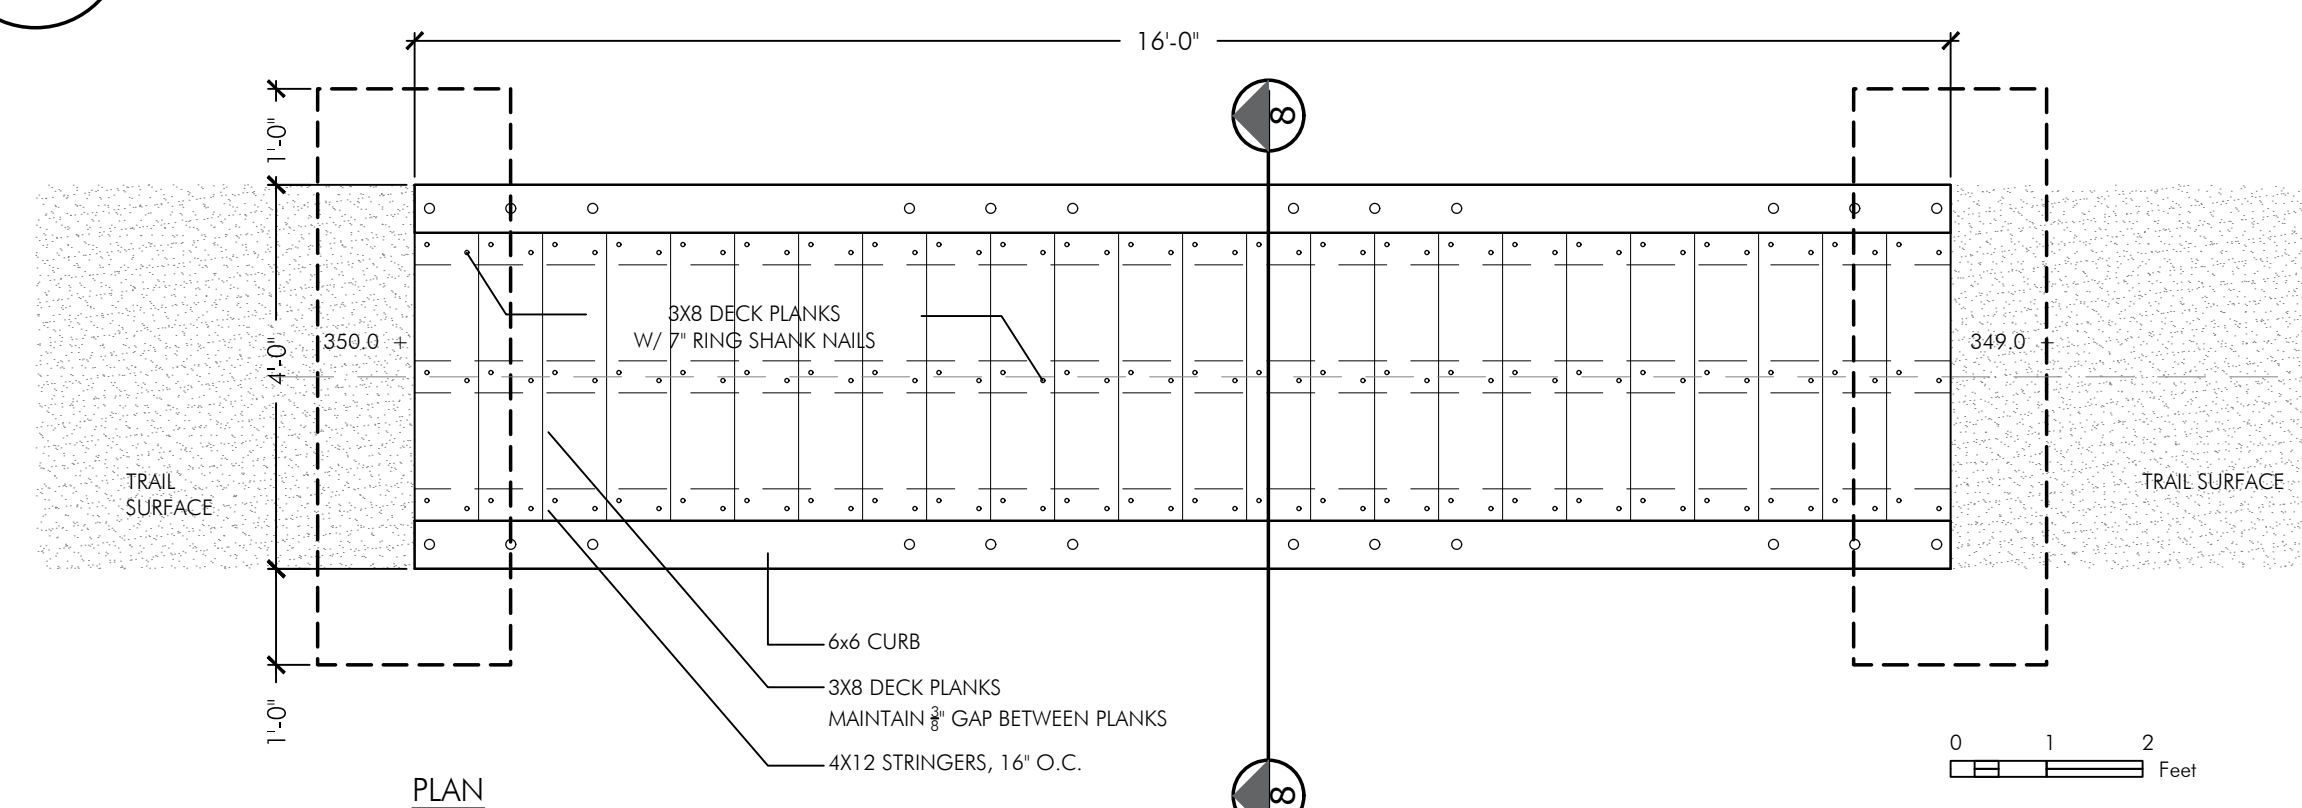 16'-0"
8
1'-0"
3X8 DECK PLANKS
W/ 7" RING SHANK NAILS
350.0 +
349.0 +
4'-0"
TRAIL
SURFACE
TRAIL SURFACE
6x6 CURB
3X8 DECK PLANKS
MAINTAIN 3/8" GAP BETWEEN PLANKS
4X12 STRINGERS, 16" O.C.
1'-0"
0 1 2
Feet
PLAN
8